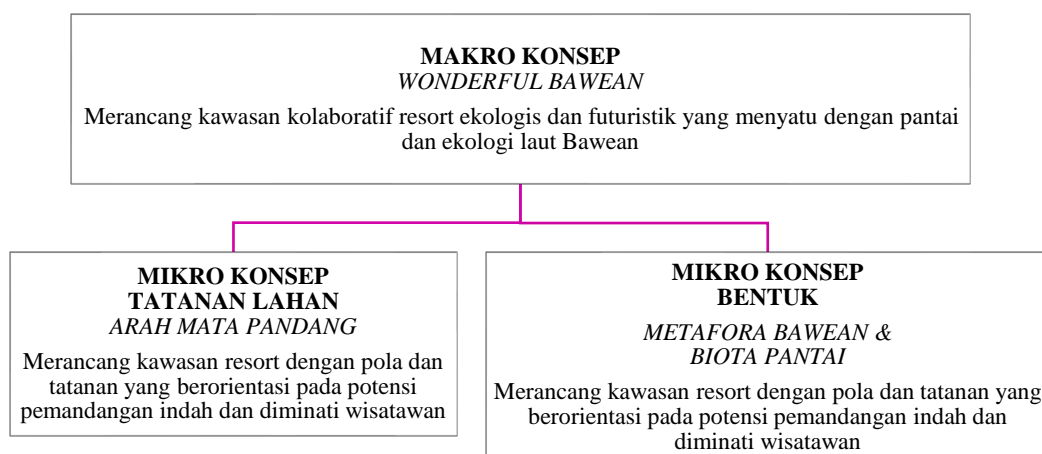 MAKRO KONSEP
WONDERFUL BAWEAN
Merancang kawasan kolaboratif resort ekologis dan futuristik yang menyatu dengan pantai
dan ekologi laut Bawean
MIKRO KONSEP
TATANAN LAHAN
ARAH MATA PANDANG
Merancang kawasan resort dengan pola dan
tatanan yang berorientasi pada potensi
pemandangan indah dan diminati wisatawan
MIKRO KONSEP
BENTUK
METAFORA BAWEAN &
BIOTA PANTAI
Merancang kawasan resort dengan pola dan tatanan yang
berorientasi pada potensi pemandangan indah dan
diminati wisatawan